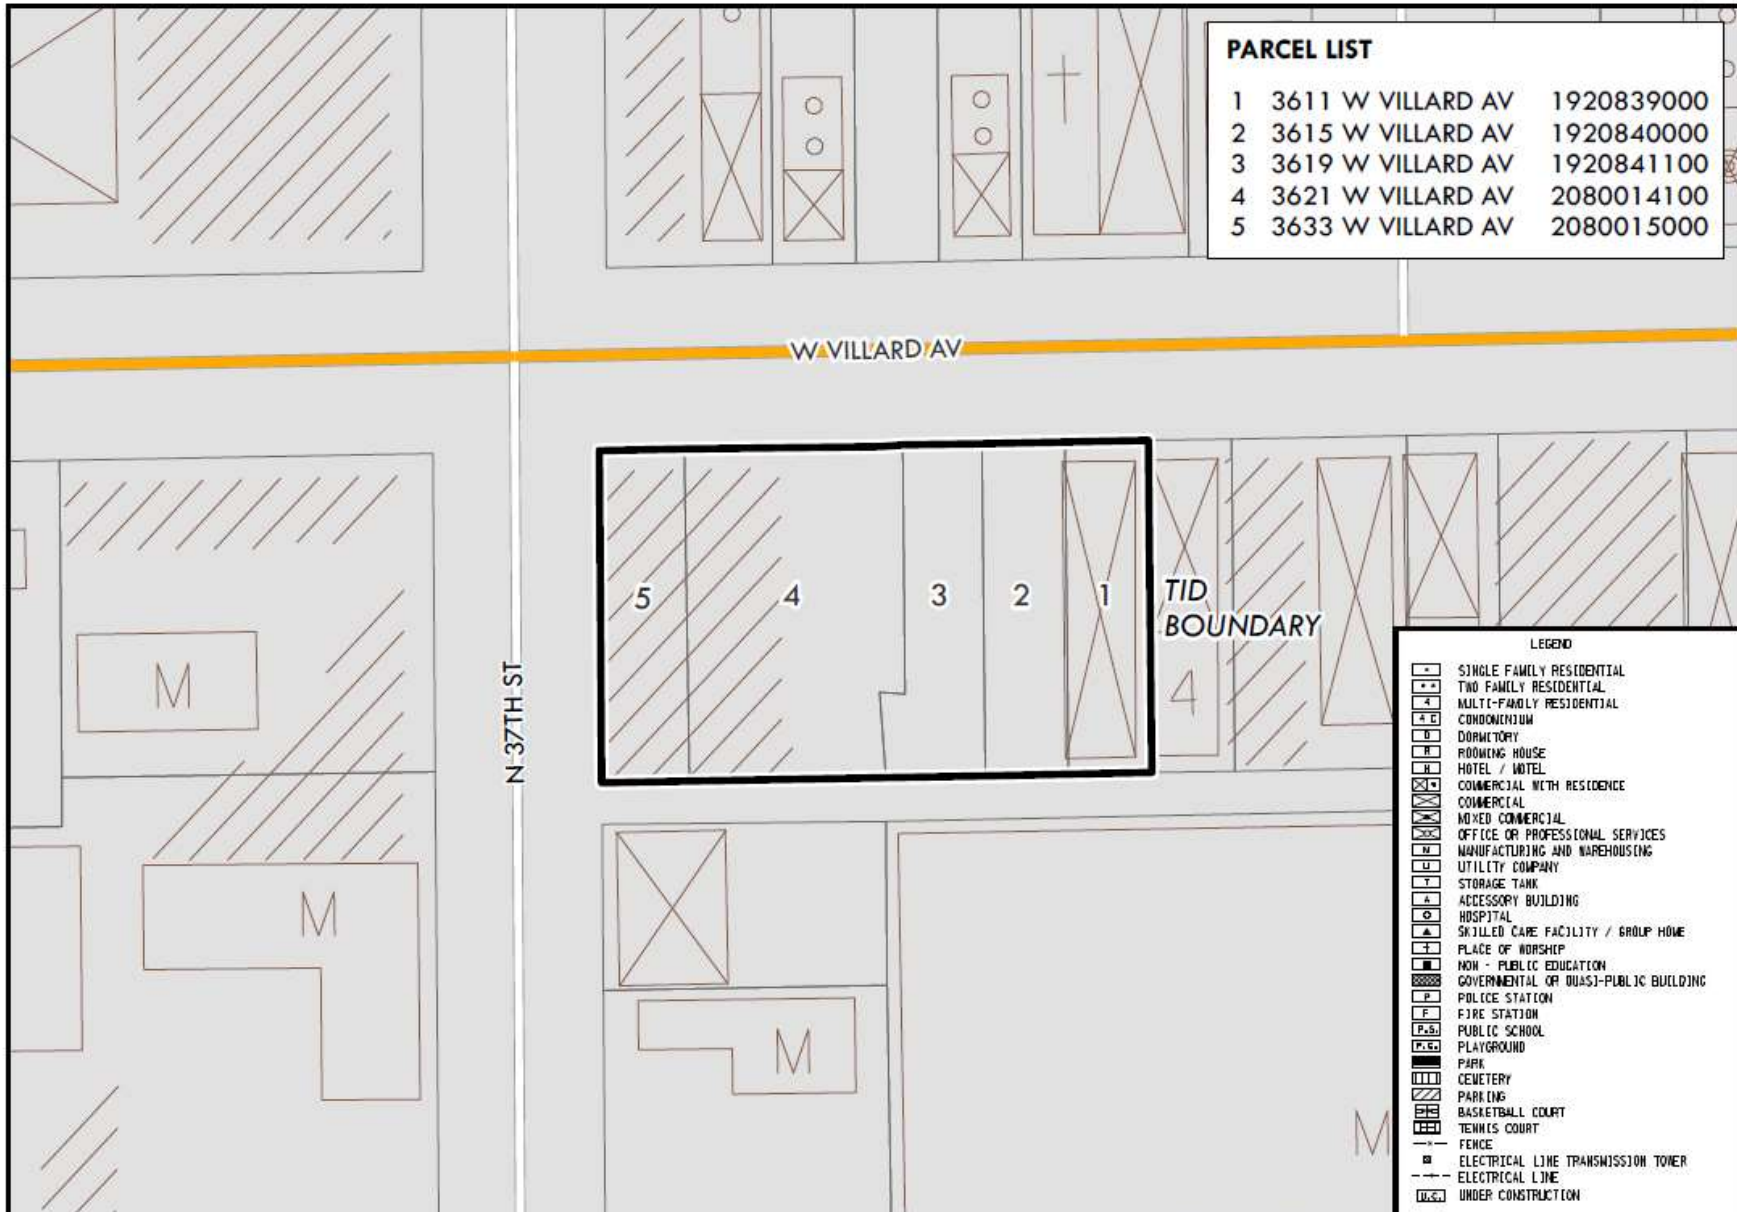 PARCEL LIST
1 3611 W VILLARD AV 1920839000
2 3615 W VILLARD AV 1920840000
3 3619 W VILLARD AV 1920841100
4 3621 W VILLARD AV 2080014100
5 3633 W VILLARD AV 2080015000
W VILLARD AV
5 4 3 2 1
TID
BOUNDARY
4
N 37TH ST
M
M
M
M
LEGEND
SINGLE FAMILY RESIDENTIAL
TWO FAMILY RESIDENTIAL
4 MULTI-FAMILY RESIDENTIAL
4 C CONDOMINIUM
D DORMITORY
R ROOMING HOUSE
H HOTEL / MOTEL
COMMERCIAL WITH RESIDENCE
COMMERCIAL
MIXED COMMERCIAL
OFFICE OR PROFESSIONAL SERVICES
M MANUFACTURING AND WAREHOUSING
U UTILITY COMPANY
T STORAGE TANK
A ACCESSORY BUILDING
HOSPITAL
SKILLED CARE FACILITY / GROUP HOME
PLACE OF WORSHIP
NON - PUBLIC EDUCATION
GOVERNMENTAL OR QUASI-PUBLIC BUILDING
P POLICE STATION
F FIRE STATION
P.S. PUBLIC SCHOOL
P.G. PLAYGROUND
PARK
CEMETERY
PARKING
BASKETBALL COURT
TENNIS COURT
FENCE
ELECTRICAL LINE TRANSMISSION TOWER
ELECTRICAL LINE
U.C. UNDER CONSTRUCTION